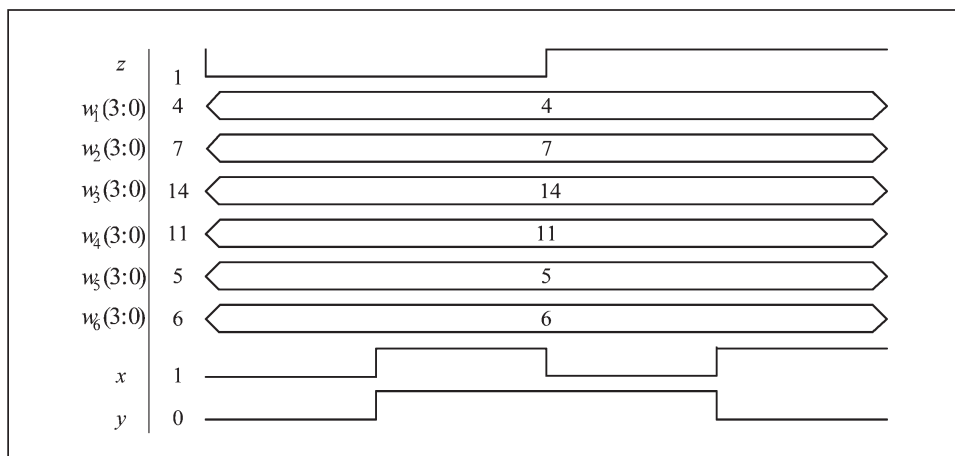 z 1
w₁(3:0) 4 4
w₂(3:0) 7 7
w₃(3:0) 14 14
w₄(3:0) 11 11
w₅(3:0) 5 5
w₆(3:0) 6 6
x 1
y 0